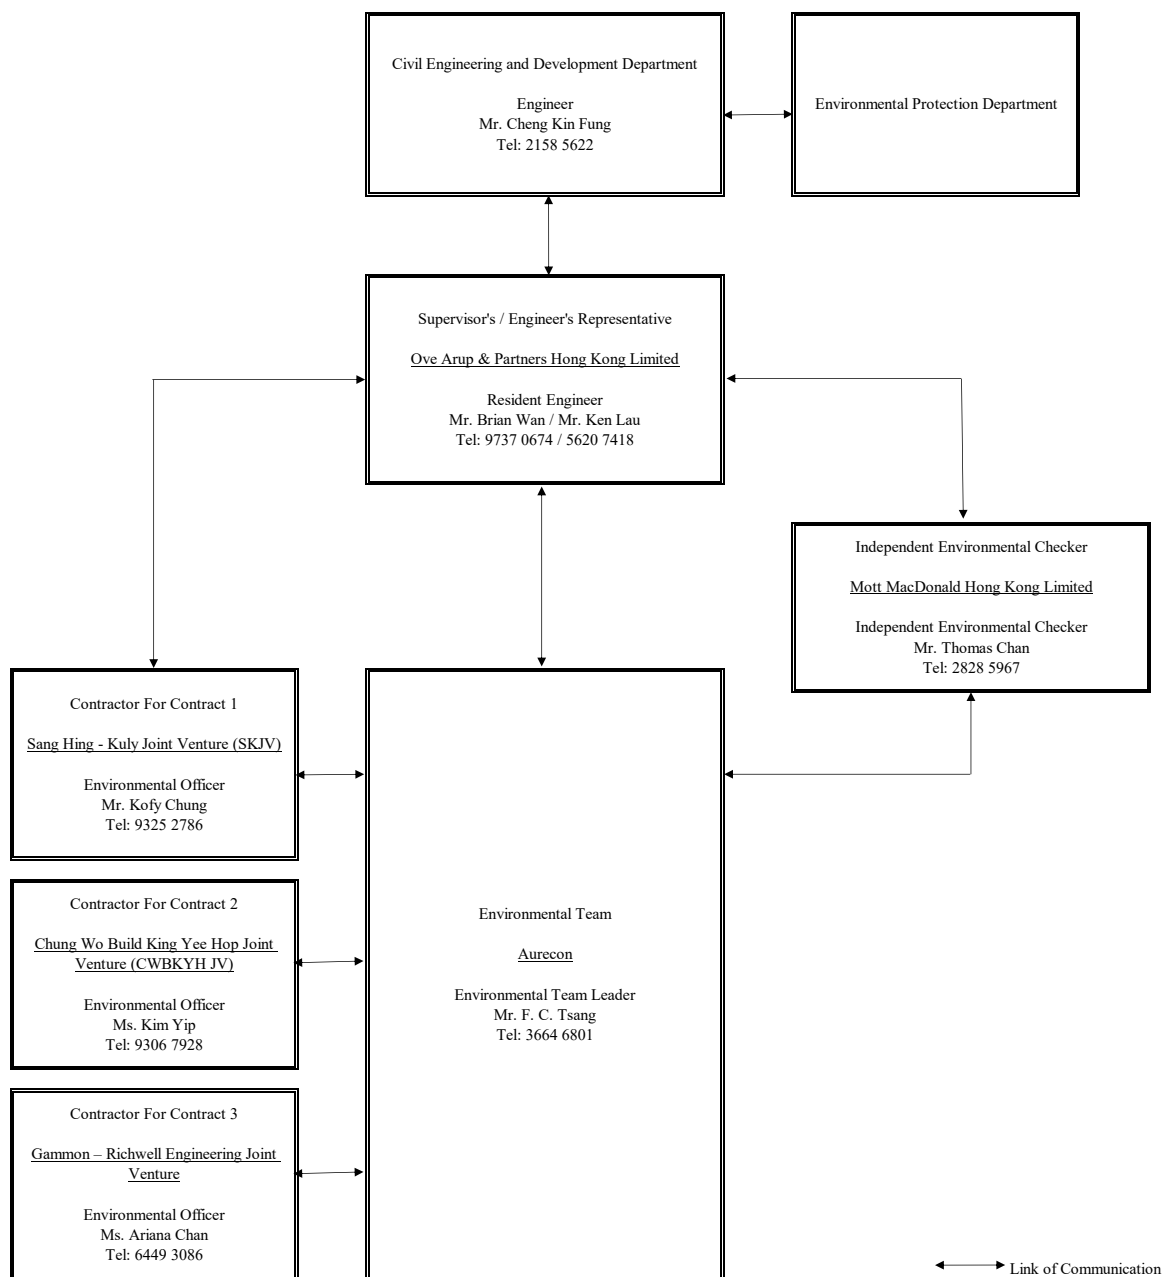 Civil Engineering and Development Department
Engineer
Mr. Cheng Kin Fung
Tel: 2158 5622
Environmental Protection Department
Supervisor's / Engineer's Representative
Ove Arup & Partners Hong Kong Limited
Resident Engineer
Mr. Brian Wan / Mr. Ken Lau
Tel: 9737 0674 / 5620 7418
Independent Environmental Checker
Mott MacDonald Hong Kong Limited
Independent Environmental Checker
Mr. Thomas Chan
Tel: 2828 5967
Contractor For Contract 1
Sang Hing - Kuly Joint Venture (SKJV)
Environmental Officer
Mr. Kofy Chung
Tel: 9325 2786
Contractor For Contract 2
Chung Wo Build King Yee Hop Joint
Venture (CWBKYH JV)
Environmental Officer
Ms. Kim Yip
Tel: 9306 7928
Contractor For Contract 3
Gammon – Richwell Engineering Joint
Venture
Environmental Officer
Ms. Ariana Chan
Tel: 6449 3086
Environmental Team
Aurecon
Environmental Team Leader
Mr. F. C. Tsang
Tel: 3664 6801
Link of Communication